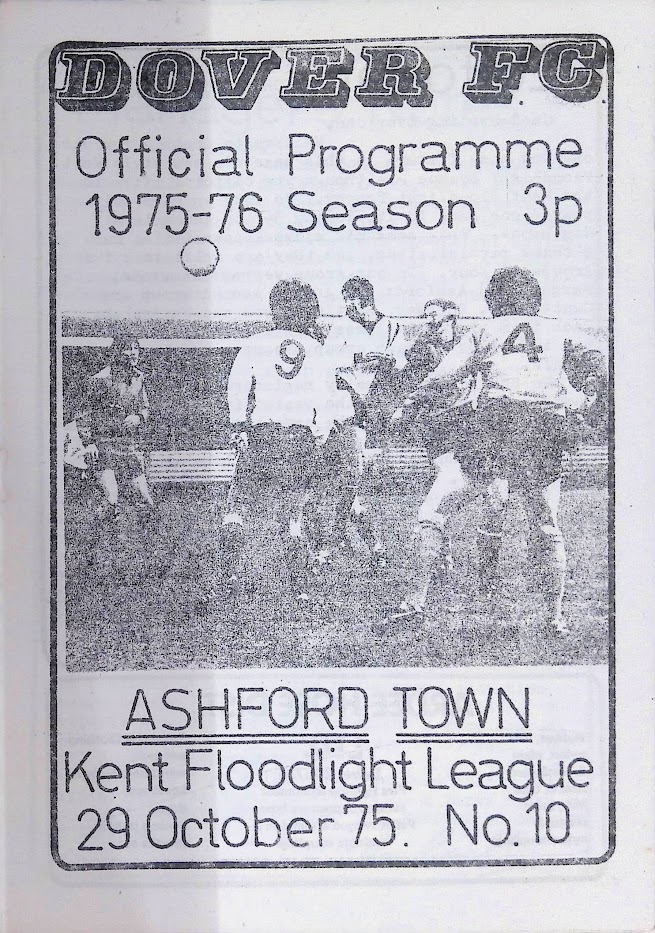 DOVER F.C.
Official Programme
1975-76 Season 3p
9
4
ASHFORD TOWN
Kent Floodlight League
29 October '75. No.10